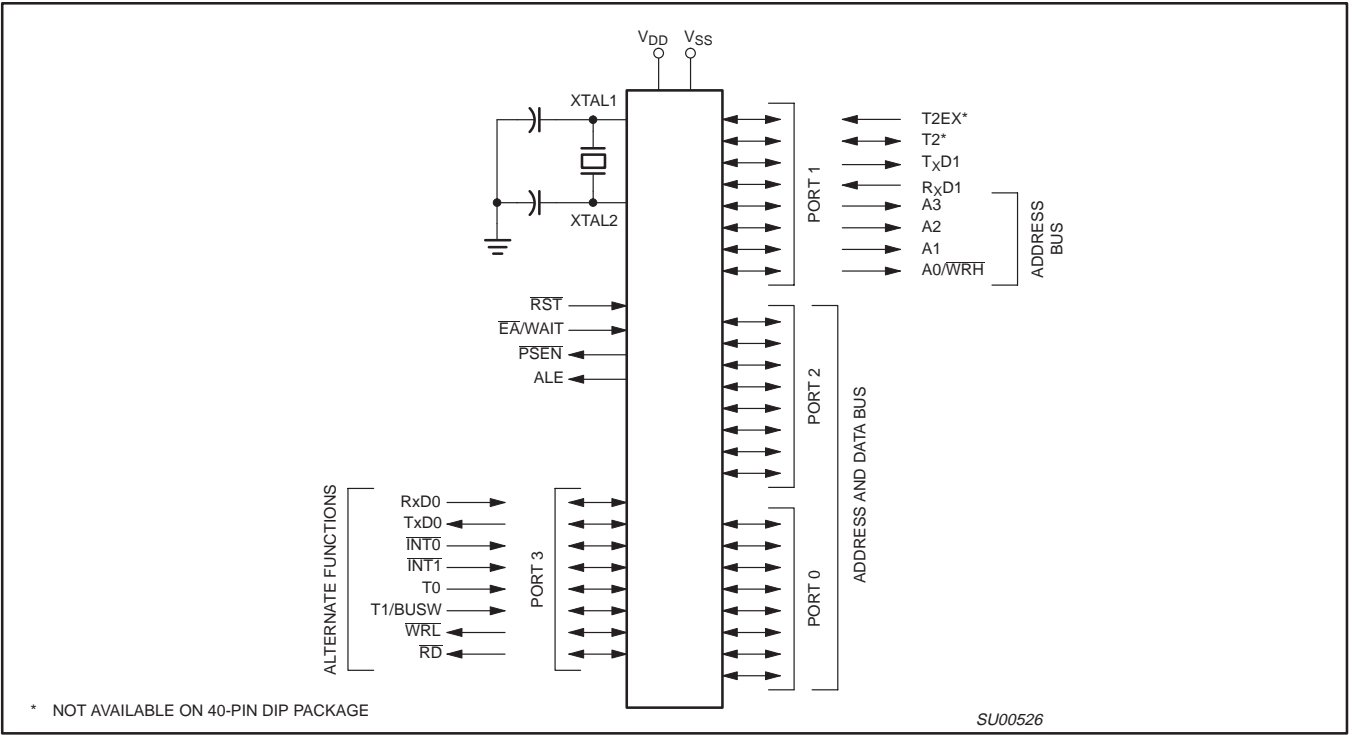 VDD VSS
XTAL1
XTAL2
RST
EA/WAIT
PSEN
ALE
ALTERNATE FUNCTIONS
RxD0
TxD0
INT0
INT1
T0
T1/BUSW
WRL
RD
PORT 3
PORT 1
T2EX*
T2*
TXD1
RXD1
A3
A2
A1
A0/WRH
ADDRESS
BUS
PORT 2
PORT 0
ADDRESS AND DATA BUS
* NOT AVAILABLE ON 40-PIN DIP PACKAGE
SU00526